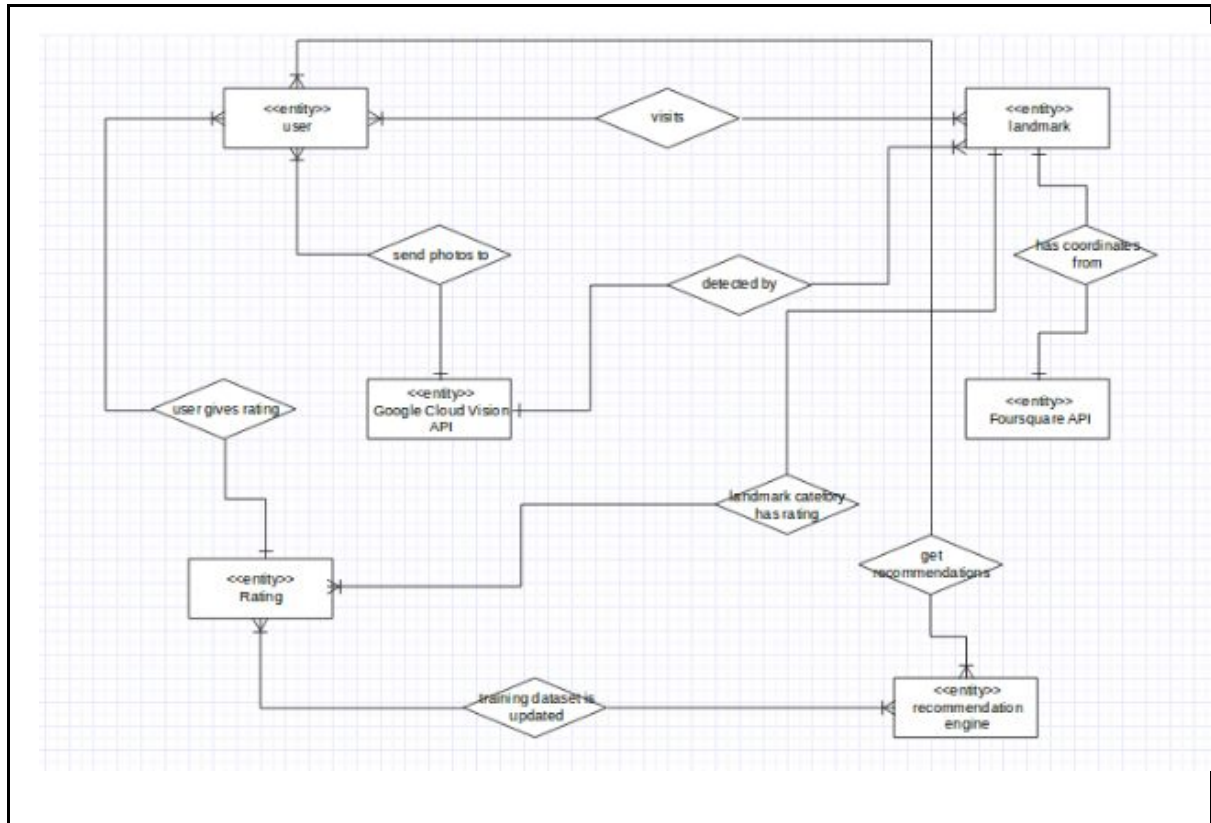 <<entity>>
user
visits
<<entity>>
landmark
send photos to
detected by
has coordinates
from
user gives rating
<<entity>>
Google Cloud Vision
API
<<entity>>
Foursquare API
landmark catefory
has rating
get
recommendations
<<entity>>
Rating
training dataset is
updated
<<entity>>
recommendation
engine